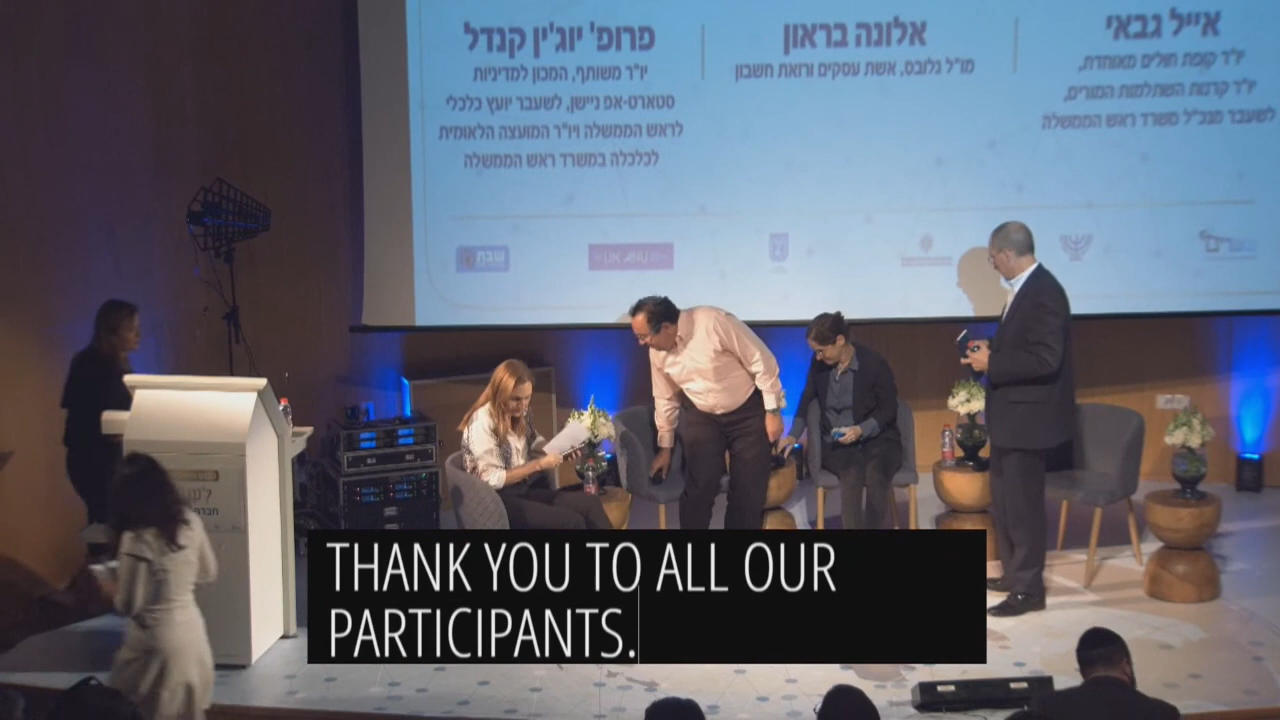 אייל גבאי
יו"ר קופת חולים מאוחדת,
יו"ר קרנות השתלמות המורים,
לשעבר מנכ"ל משרד ראש הממשלה
אלונה בראון
מו"ל גלובס, אשת עסקים ורואת חשבון
פרופ' יוג'ין קנדל
יו"ר משותף, המכון למדיניות
סטארט-אפ ניישן, לשעבר יועץ כלכלי
לראש הממשלה ויו"ר המועצה הלאומית
לכלכלה במשרד ראש הממשלה
THANK YOU TO ALL OUR
PARTICIPANTS.